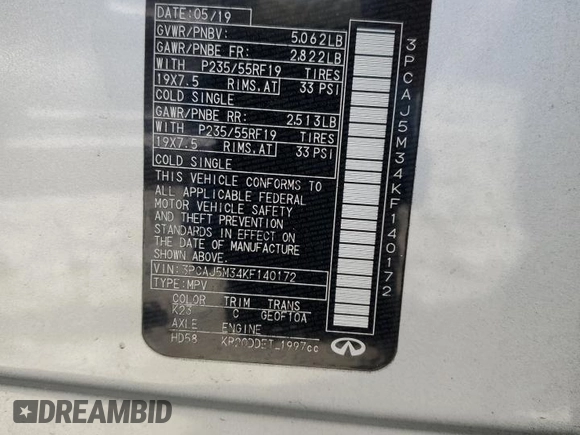 DATE: 05/19
GVWR/PNBV: 5.062LB
GAWR/PNBE FR: 2.822LB
WITH P235/55RF19 TIRES
19X7.5 RIMS.AT 33 PSI
COLD SINGLE
GAWR/PNBE RR: 2.513LB
WITH P235/55RF19 TIRES
19X7.5 RIMS.AT 33 PSI
COLD SINGLE
THIS VEHICLE CONFORMS TO
ALL APPLICABLE FEDERAL
MOTOR VEHICLE SAFETY
AND THEFT PREVENTION
STANDARDS IN EFFECT ON
THE DATE OF MANUFACTURE
SHOWN ABOVE.
VIN: 3PCAJ5M34KF140172
TYPE: MPV
COLOR TRIM TRANS
K23 C GEOF10A
AXLE ENGINE
HD58 1997cc
3PCAJ5M34KF140172
DREAMBID